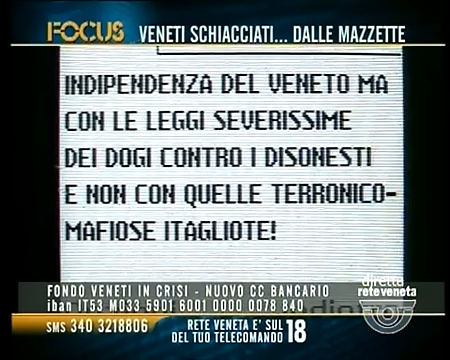 FOCUS VENETI SCHIACCIATI... DALLE MAZZETTE
INDIPENDENZA DEL VENETO MA
CON LE LEGGI SEVERISSIME
DEI DOGI CONTRO I DISONESTI
E NON CON QUELLE TERRONICO-
MAFIOSE ITAGLIOTE!
FONDO VENETI IN CRISI - NUOVO CC BANCARIO
iban IT53 M033 5901 6001 0000 0078 840
diretta
reteveneta
SMS 340 3218806
RETE VENETA E' SUL
DEL TUO TELECOMANDO
18